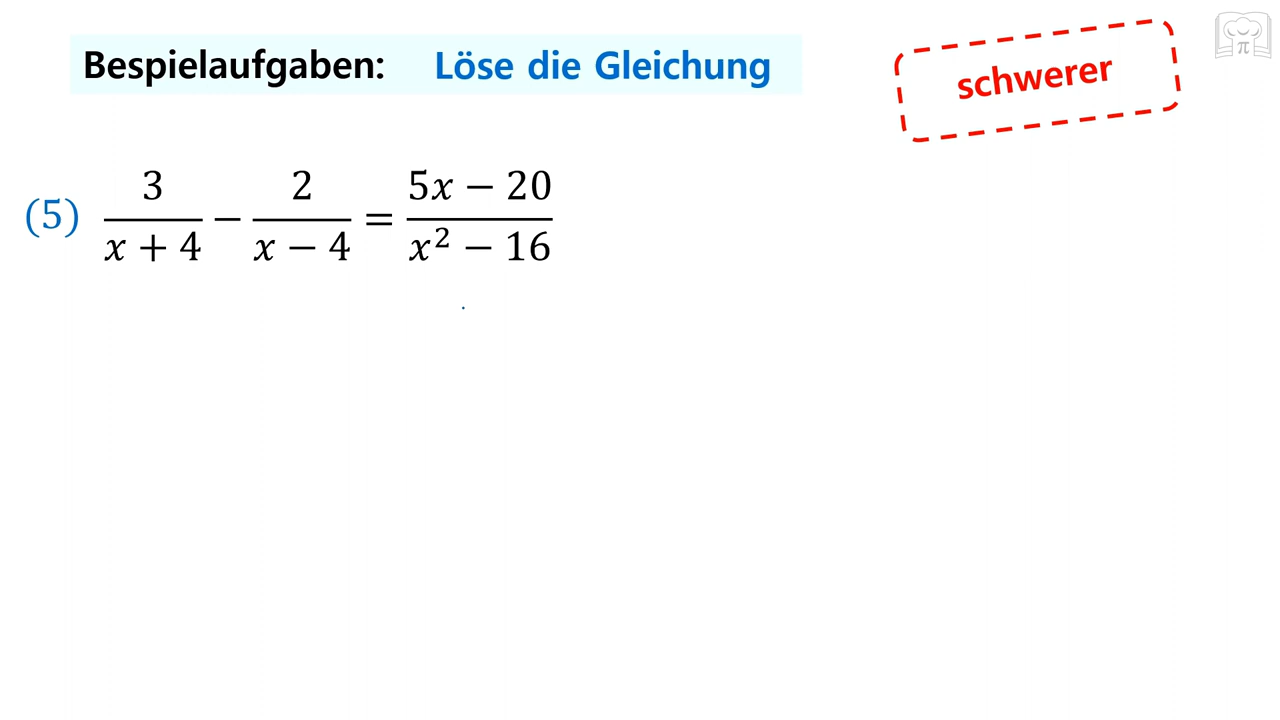 Bespielaufgaben: Löse die Gleichung
schwerer
(5) 3/(x + 4) − 2/(x − 4) = (5x − 20)/(x² − 16)
π